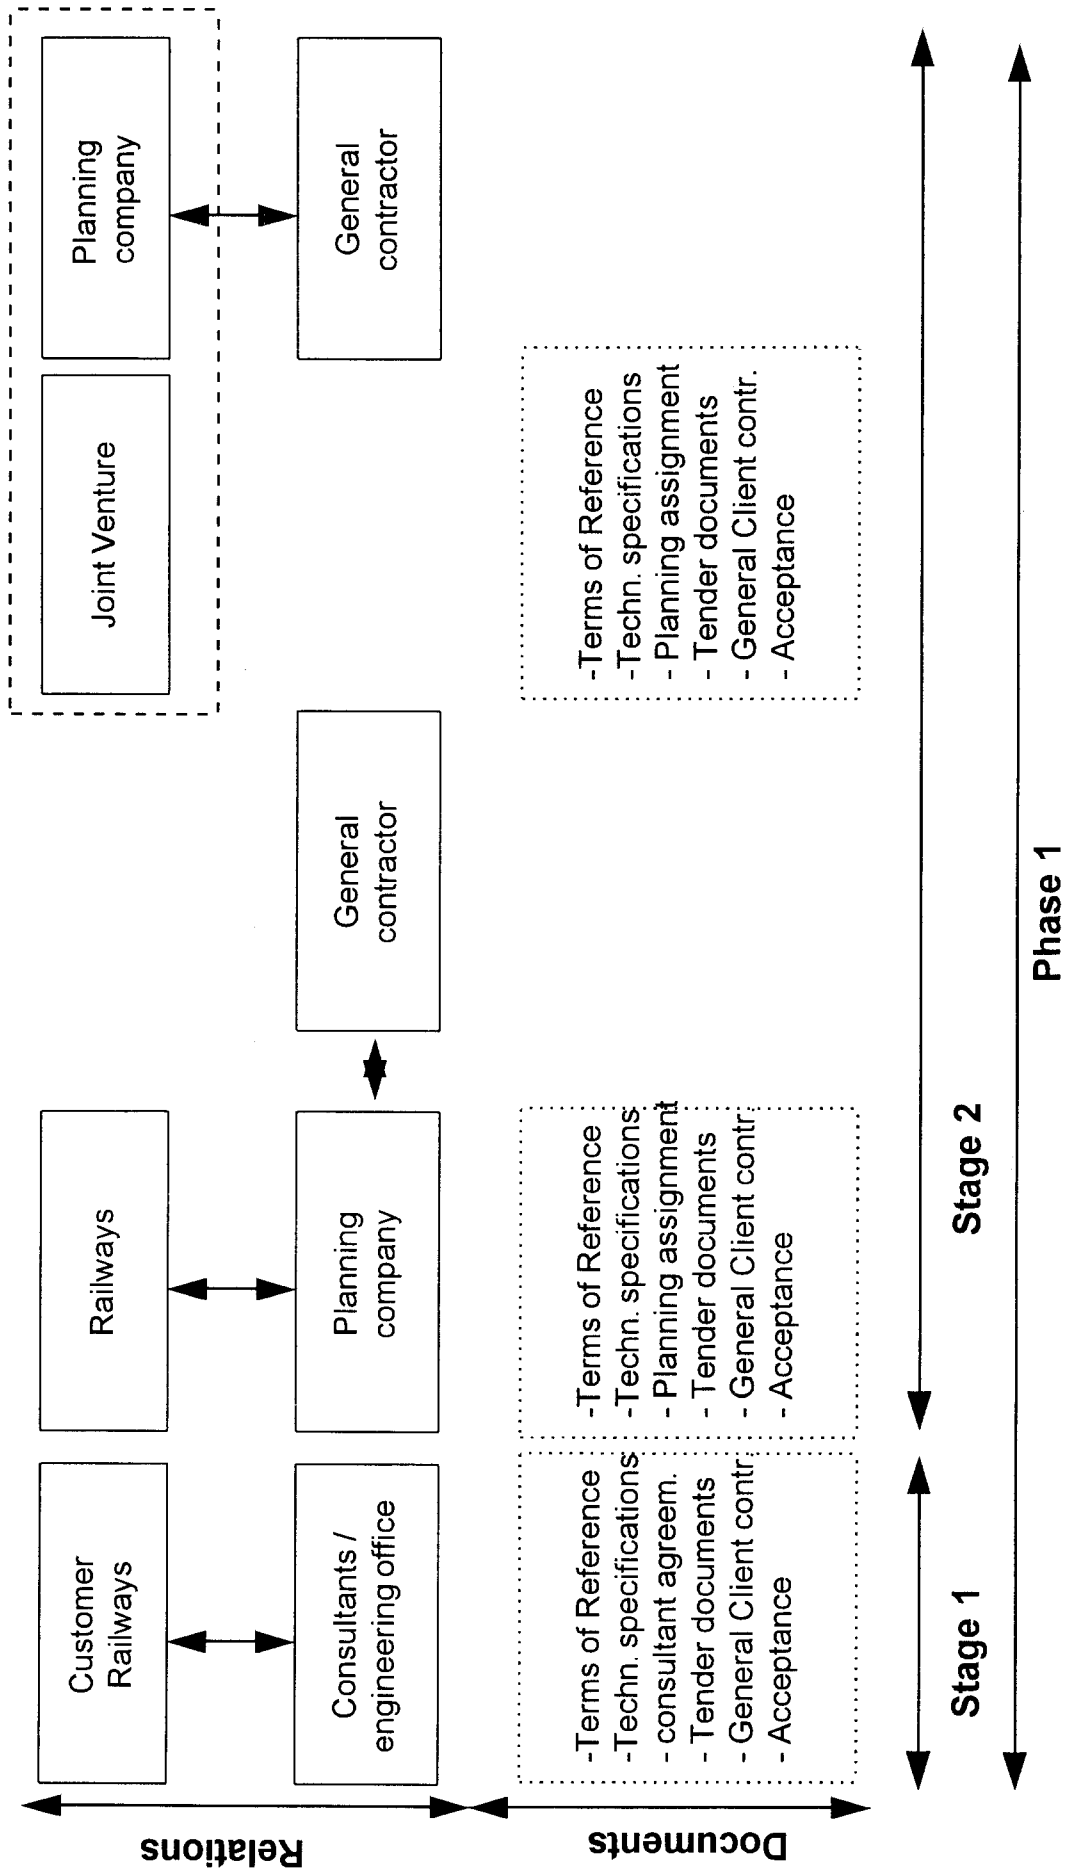 Relations
Customer
Railways
Consultants /
engineering office
Railways
Planning
company
General
contractor
Joint Venture
Planning
company
General
contractor
Documents
-Terms of Reference
-Techn. specifications
- consultant agreem.
- Tender documents
- General Client contr.
- Acceptance
-Terms of Reference
-Techn. specifications
- Planning assignment
- Tender documents
- General Client contr.
- Acceptance
-Terms of Reference
-Techn. specifications
- Planning assignment
- Tender documents
- General Client contr.
- Acceptance
Stage 1
Stage 2
Phase 1